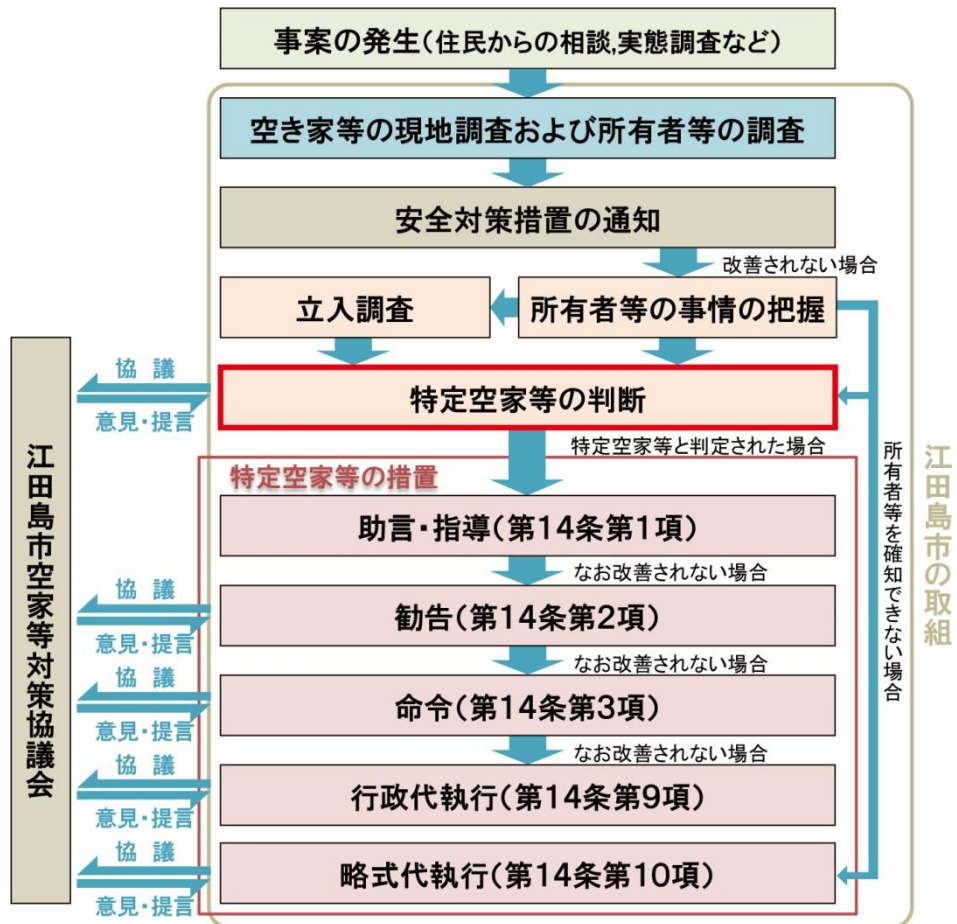 事案の発生(住民からの相談,実態調査など)
空き家等の現地調査および所有者等の調査
安全対策措置の通知
改善されない場合
立入調査
所有者等の事情の把握
協　議
意見・提言
特定空家等の判断
特定空家等と判定された場合
特定空家等の措置
助言・指導(第14条第1項)
なお改善されない場合
協　議
意見・提言
勧告(第14条第2項)
なお改善されない場合
協　議
意見・提言
命令(第14条第3項)
なお改善されない場合
協　議
意見・提言
行政代執行(第14条第9項)
協　議
意見・提言
略式代執行(第14条第10項)
江田島市空家等対策協議会
所有者等を確知できない場合
江田島市の取組